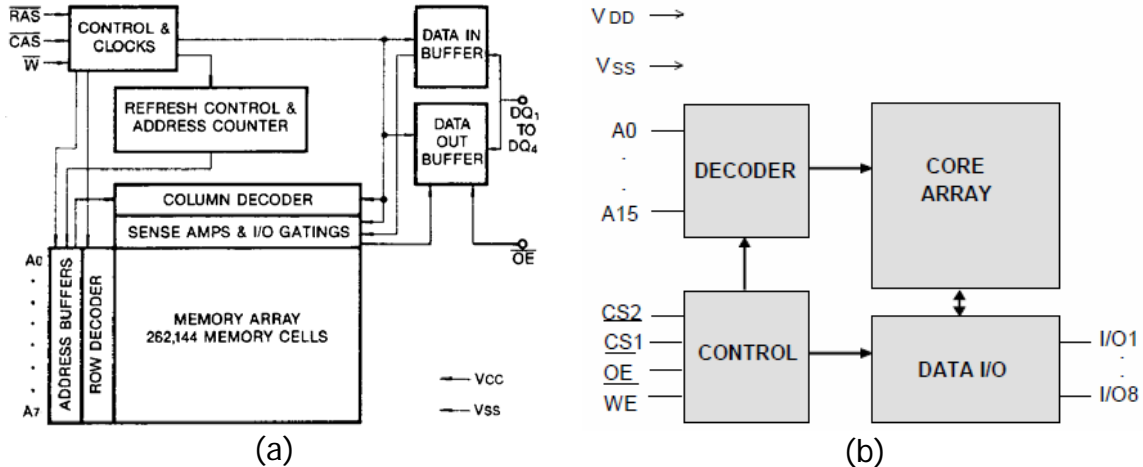 RAS
CAS
W
CONTROL &
CLOCKS
DATA IN
BUFFER
REFRESH CONTROL &
ADDRESS COUNTER
DATA
OUT
BUFFER
DQ1
TO
DQ4
COLUMN DECODER
SENSE AMPS & I/O GATINGS
OE
A0
.
.
.
.
.
.
A7
ADDRESS BUFFERS
ROW DECODER
MEMORY ARRAY
262,144 MEMORY CELLS
VCC
VSS
(a)
VDD
VSS
A0
.
.
A15
DECODER
CORE
ARRAY
CS2
CS1
OE
WE
CONTROL
DATA I/O
I/O1
.
.
I/O8
(b)